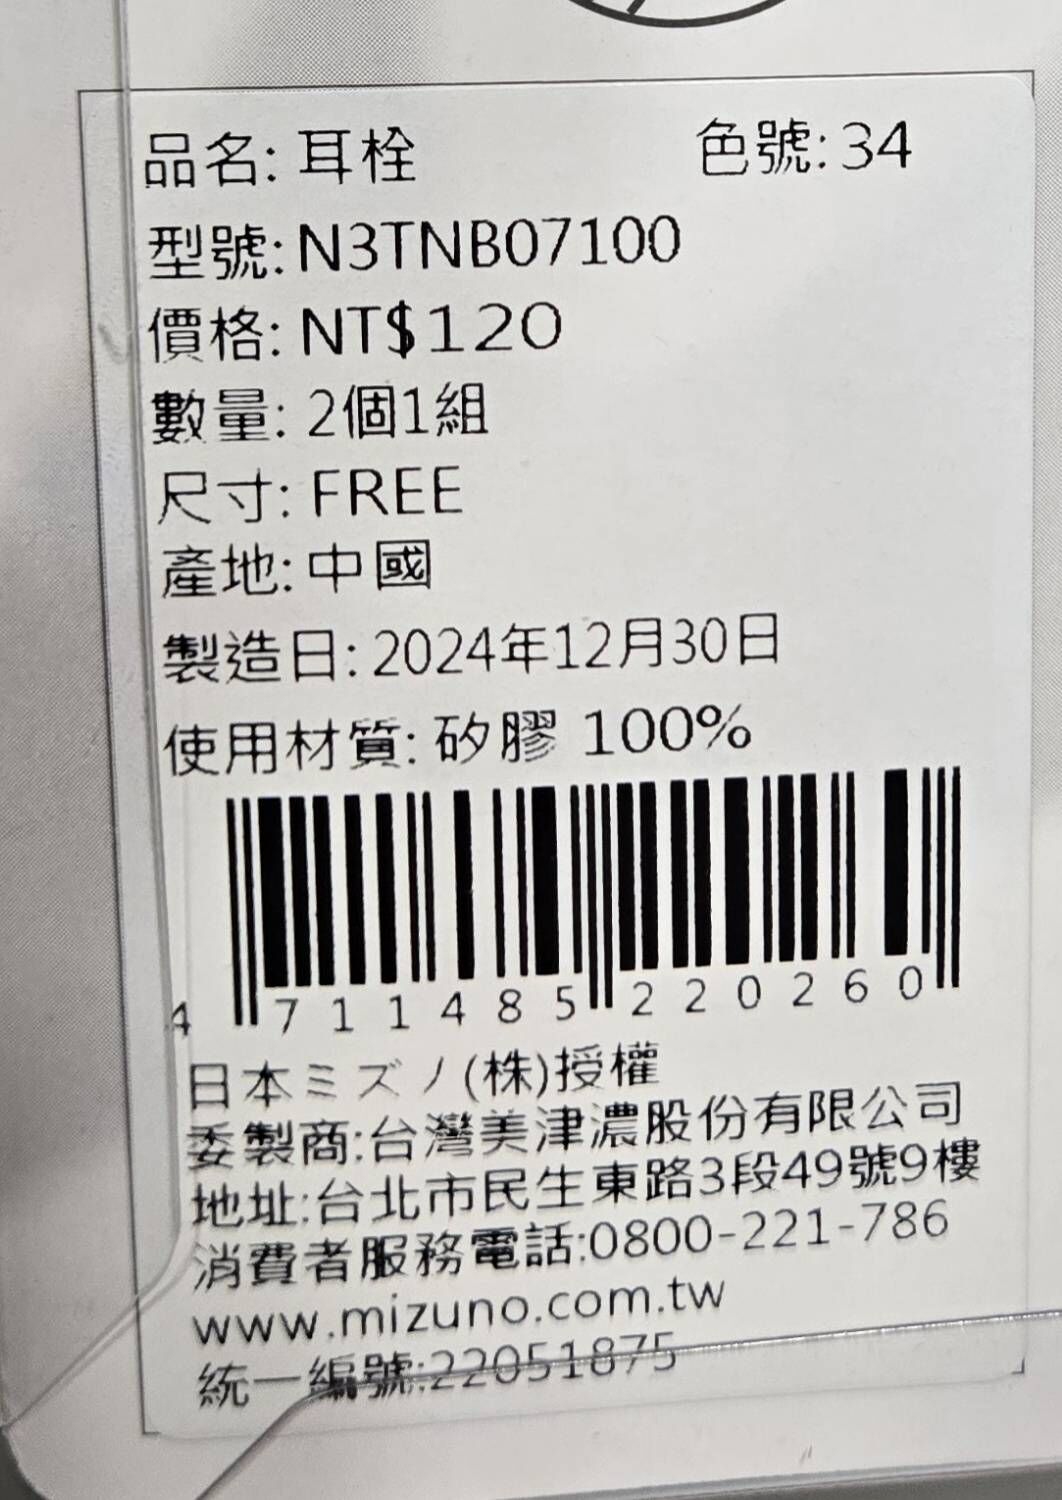 品名: 耳栓 色號: 34
型號: N3TNB07100
價格: NT$120
數量: 2個1組
尺寸: FREE
產地: 中國
製造日: 2024年12月30日
使用材質: 矽膠 100%
4 711485 220260
日本ミズノ(株)授權
委製商:台灣美津濃股份有限公司
地址:台北市民生東路3段49號9樓
消費者服務電話:0800-221-786
www.mizuno.com.tw
統一編號:22051875